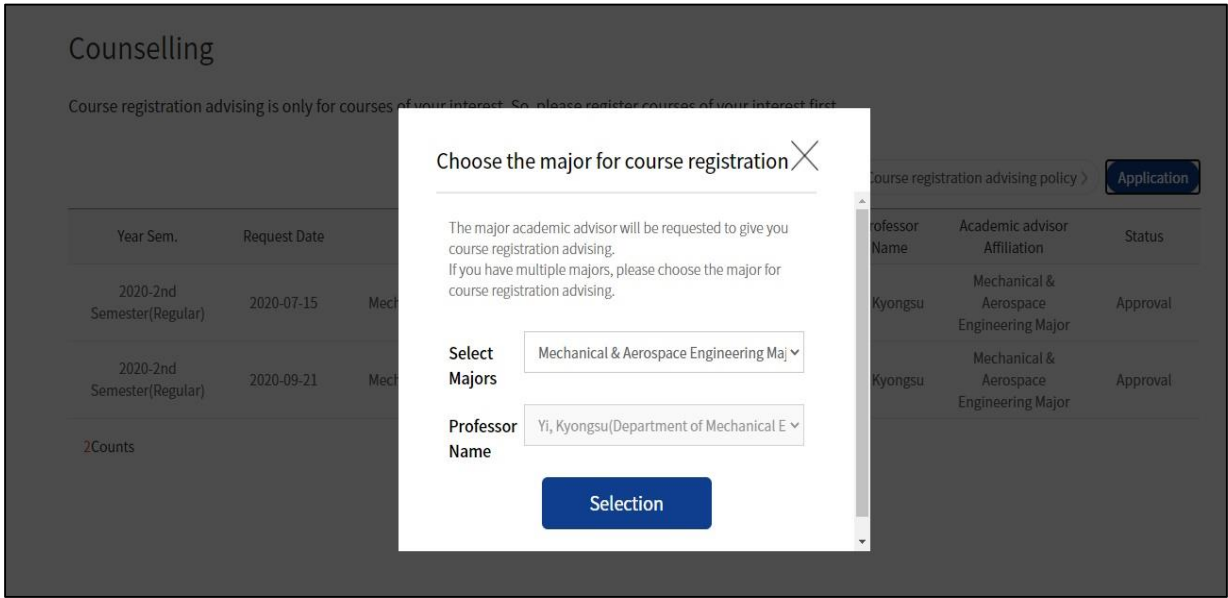 Counselling
Course registration advising is only for courses of your interest. So, please register courses of your interest first
Choose the major for course registration
Course registration advising policy
Application
The major academic advisor will be requested to give you
course registration advising.
If you have multiple majors, please choose the major for
course registration advising.
Select
Majors
Mechanical & Aerospace Engineering Maj
Professor
Name
Yi, Kyongsu(Department of Mechanical E
Selection
Year Sem.
Request Date
Name
Academic advisor
Affiliation
Status
2020-2nd
Semester(Regular)
2020-07-15
Kyongsu
Mechanical &
Aerospace
Engineering Major
Approval
2020-2nd
Semester(Regular)
2020-09-21
Kyongsu
Mechanical &
Aerospace
Engineering Major
Approval
2Counts